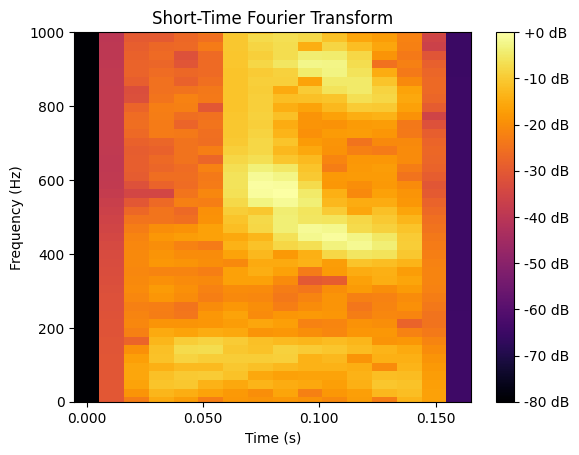 Short-Time Fourier Transform
1000
800
600
400
200
0
Frequency (Hz)
0.000
0.050
0.100
0.150
Time (s)
+0 dB
-10 dB
-20 dB
-30 dB
-40 dB
-50 dB
-60 dB
-70 dB
-80 dB